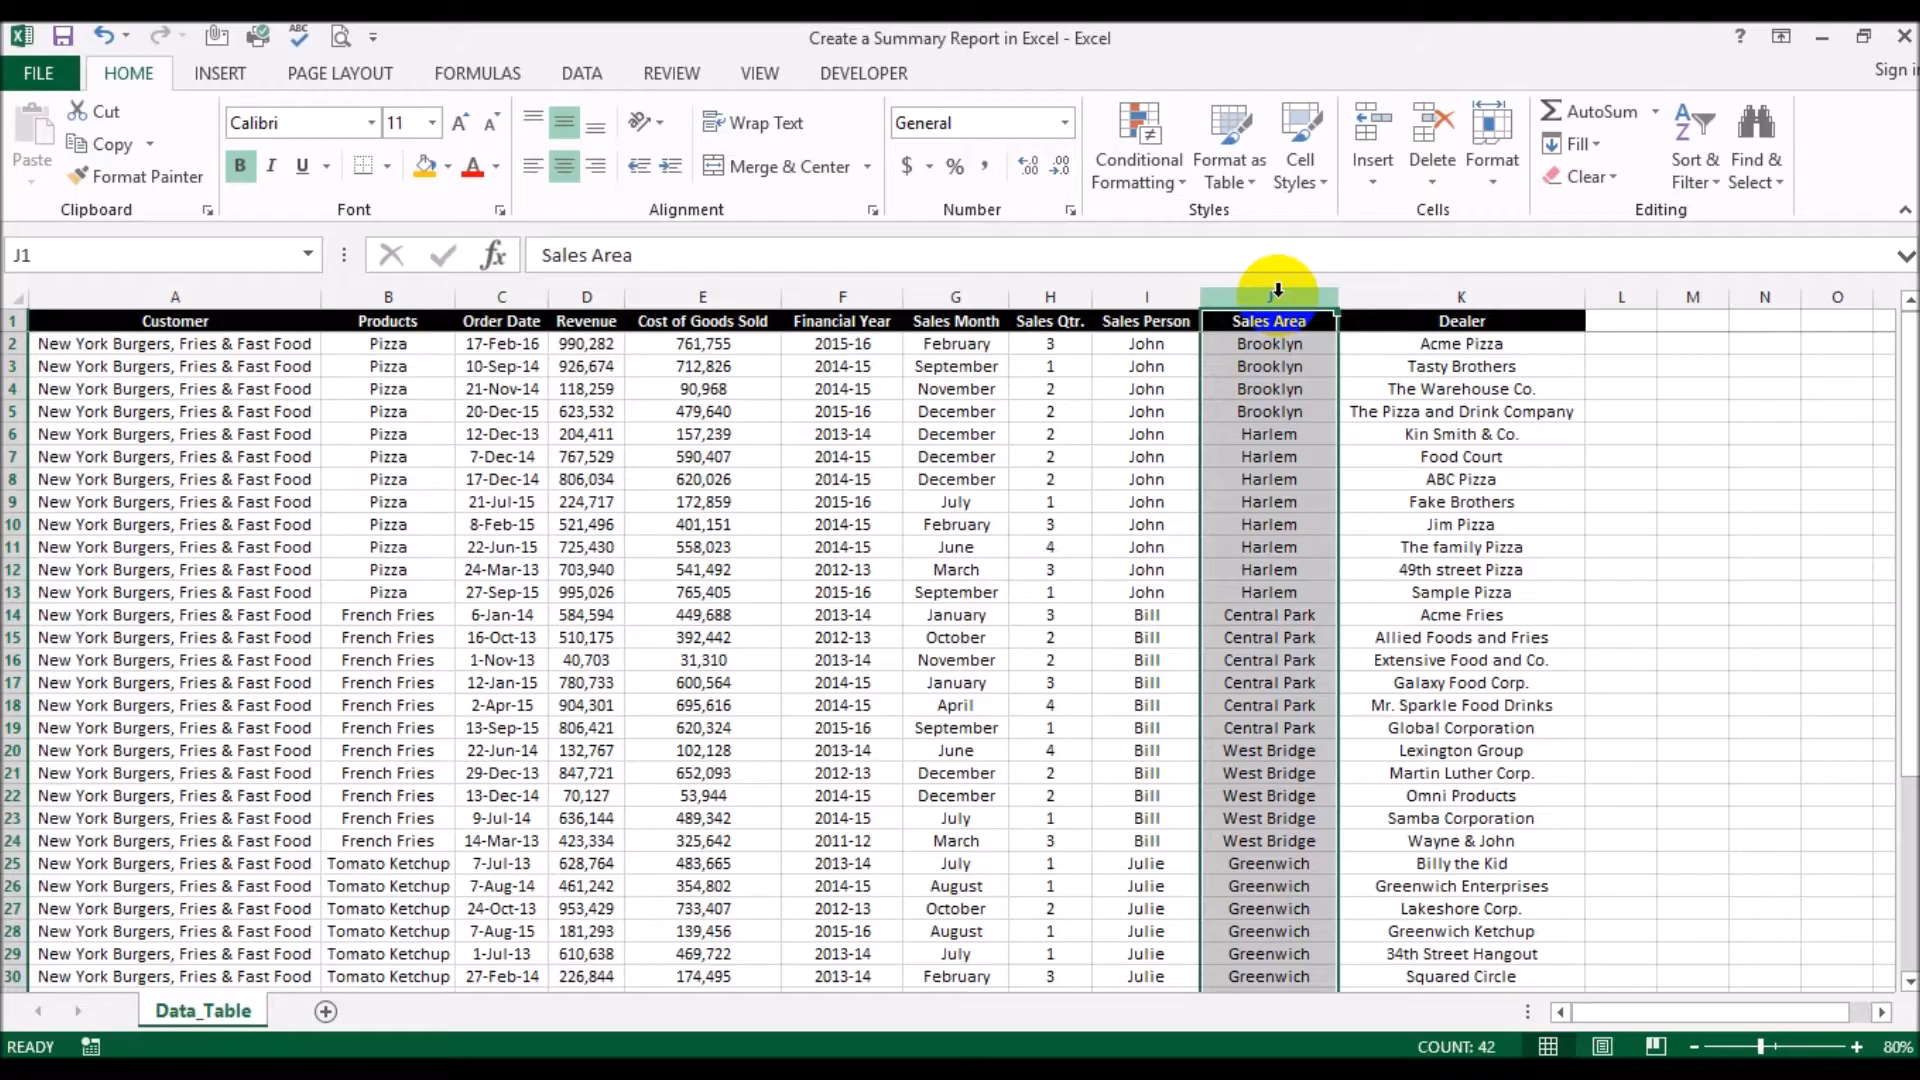 Create a Summary Report in Excel - Excel
?
Sign i
FILE HOME INSERT PAGE LAYOUT FORMULAS DATA REVIEW VIEW DEVELOPER
Paste
Cut
Copy
Format Painter
Clipboard
Calibri 11
B I U
Font
Wrap Text
Merge & Center
Alignment
General
$ % ,
Number
Conditional Formatting
Format as Table
Cell Styles
Styles
Insert
Delete
Format
Cells
AutoSum
Fill
Clear
Sort & Filter
Find & Select
Editing
J1 fx Sales Area
A B C D E F G H I J K L M N O
1 Customer Products Order Date Revenue Cost of Goods Sold Financial Year Sales Month Sales Qtr. Sales Person Sales Area Dealer
2 New York Burgers, Fries & Fast Food Pizza 17-Feb-16 990,282 761,755 2015-16 February 3 John Brooklyn Acme Pizza
3 New York Burgers, Fries & Fast Food Pizza 10-Sep-14 926,674 712,826 2014-15 September 1 John Brooklyn Tasty Brothers
4 New York Burgers, Fries & Fast Food Pizza 21-Nov-14 118,259 90,968 2014-15 November 2 John Brooklyn The Warehouse Co.
5 New York Burgers, Fries & Fast Food Pizza 20-Dec-15 623,532 479,640 2015-16 December 2 John Brooklyn The Pizza and Drink Company
6 New York Burgers, Fries & Fast Food Pizza 12-Dec-13 204,411 157,239 2013-14 December 2 John Harlem Kin Smith & Co.
7 New York Burgers, Fries & Fast Food Pizza 7-Dec-14 767,529 590,407 2014-15 December 2 John Harlem Food Court
8 New York Burgers, Fries & Fast Food Pizza 17-Dec-14 806,034 620,026 2014-15 December 2 John Harlem ABC Pizza
9 New York Burgers, Fries & Fast Food Pizza 21-Jul-15 224,717 172,859 2015-16 July 1 John Harlem Fake Brothers
10 New York Burgers, Fries & Fast Food Pizza 8-Feb-15 521,496 401,151 2014-15 February 3 John Harlem Jim Pizza
11 New York Burgers, Fries & Fast Food Pizza 22-Jun-15 725,430 558,023 2014-15 June 4 John Harlem The family Pizza
12 New York Burgers, Fries & Fast Food Pizza 24-Mar-13 703,940 541,492 2012-13 March 3 John Harlem 49th street Pizza
13 New York Burgers, Fries & Fast Food Pizza 27-Sep-15 995,026 765,405 2015-16 September 1 John Harlem Sample Pizza
14 New York Burgers, Fries & Fast Food French Fries 6-Jan-14 584,594 449,688 2013-14 January 3 Bill Central Park Acme Fries
15 New York Burgers, Fries & Fast Food French Fries 16-Oct-13 510,175 392,442 2012-13 October 2 Bill Central Park Allied Foods and Fries
16 New York Burgers, Fries & Fast Food French Fries 1-Nov-13 40,703 31,310 2013-14 November 2 Bill Central Park Extensive Food and Co.
17 New York Burgers, Fries & Fast Food French Fries 12-Jan-15 780,733 600,564 2014-15 January 3 Bill Central Park Galaxy Food Corp.
18 New York Burgers, Fries & Fast Food French Fries 2-Apr-15 904,301 695,616 2014-15 April 4 Bill Central Park Mr. Sparkle Food Drinks
19 New York Burgers, Fries & Fast Food French Fries 13-Sep-15 806,421 620,324 2015-16 September 1 Bill Central Park Global Corporation
20 New York Burgers, Fries & Fast Food French Fries 22-Jun-14 132,767 102,128 2013-14 June 4 Bill West Bridge Lexington Group
21 New York Burgers, Fries & Fast Food French Fries 29-Dec-13 847,721 652,093 2012-13 December 2 Bill West Bridge Martin Luther Corp.
22 New York Burgers, Fries & Fast Food French Fries 13-Dec-14 70,127 53,944 2014-15 December 2 Bill West Bridge Omni Products
23 New York Burgers, Fries & Fast Food French Fries 9-Jul-14 636,144 489,342 2014-15 July 1 Bill West Bridge Samba Corporation
24 New York Burgers, Fries & Fast Food French Fries 14-Mar-13 423,334 325,642 2011-12 March 3 Bill West Bridge Wayne & John
25 New York Burgers, Fries & Fast Food Tomato Ketchup 7-Jul-13 628,764 483,665 2013-14 July 1 Julie Greenwich Billy the Kid
26 New York Burgers, Fries & Fast Food Tomato Ketchup 7-Aug-14 461,242 354,802 2014-15 August 1 Julie Greenwich Greenwich Enterprises
27 New York Burgers, Fries & Fast Food Tomato Ketchup 24-Oct-13 953,429 733,407 2012-13 October 2 Julie Greenwich Lakeshore Corp.
28 New York Burgers, Fries & Fast Food Tomato Ketchup 7-Aug-15 181,293 139,456 2015-16 August 1 Julie Greenwich Greenwich Ketchup
29 New York Burgers, Fries & Fast Food Tomato Ketchup 1-Jul-13 610,638 469,722 2013-14 July 1 Julie Greenwich 34th Street Hangout
30 New York Burgers, Fries & Fast Food Tomato Ketchup 27-Feb-14 226,844 174,495 2013-14 February 3 Julie Greenwich Squared Circle
Data_Table
READY COUNT: 42 80%